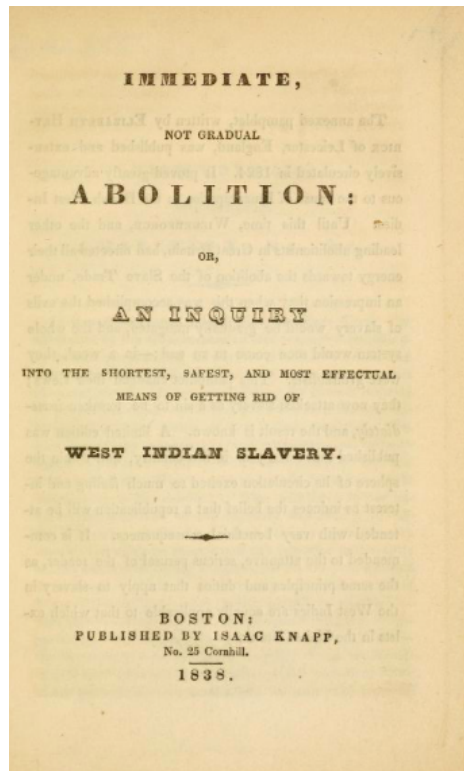 IMMEDIATE,
NOT GRADUAL
ABOLITION:
OR,
AN INQUIRY
INTO THE SHORTEST, SAFEST, AND MOST EFFECTUAL
MEANS OF GETTING RID OF
WEST INDIAN SLAVERY.
BOSTON:
PUBLISHED BY ISAAC KNAPP,
No. 25 Cornhill.
1838.